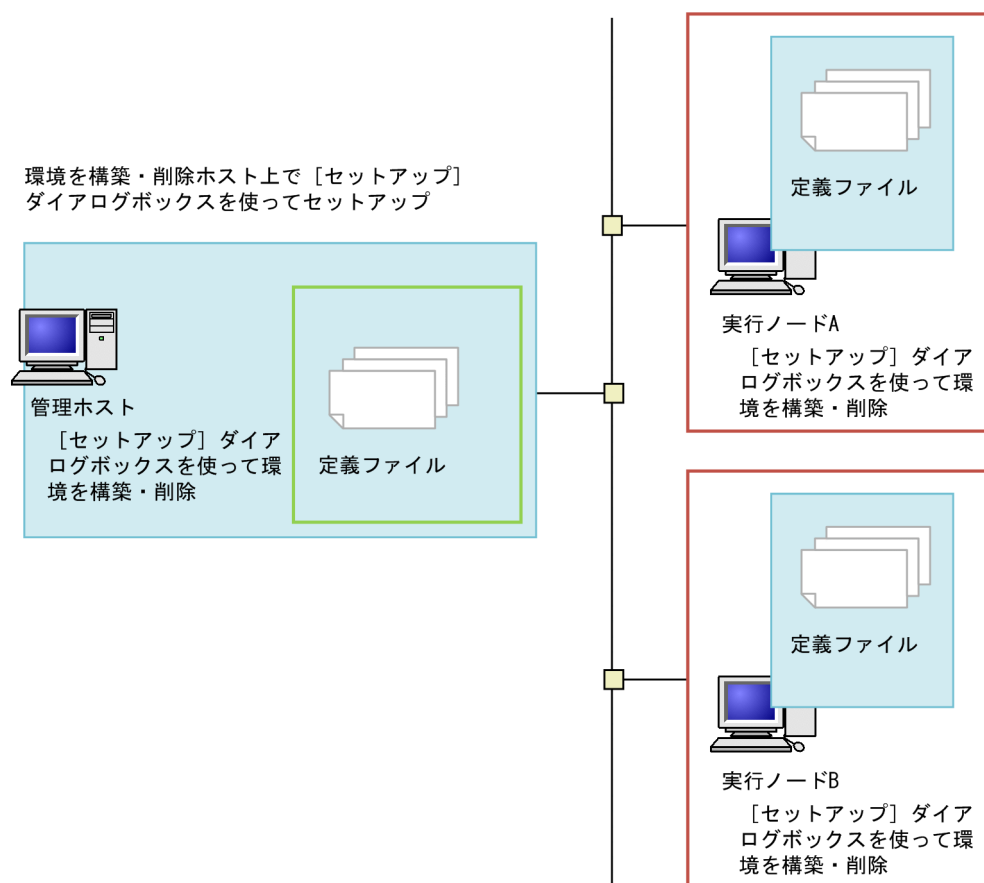 環境を構築・削除ホスト上で［セットアップ］
ダイアログボックスを使ってセットアップ
管理ホスト
［セットアップ］ダイア
ログボックスを使って環
境を構築・削除
定義ファイル
定義ファイル
実行ノードA
［セットアップ］ダイア
ログボックスを使って環
境を構築・削除
定義ファイル
実行ノードB
［セットアップ］ダイア
ログボックスを使って環
境を構築・削除